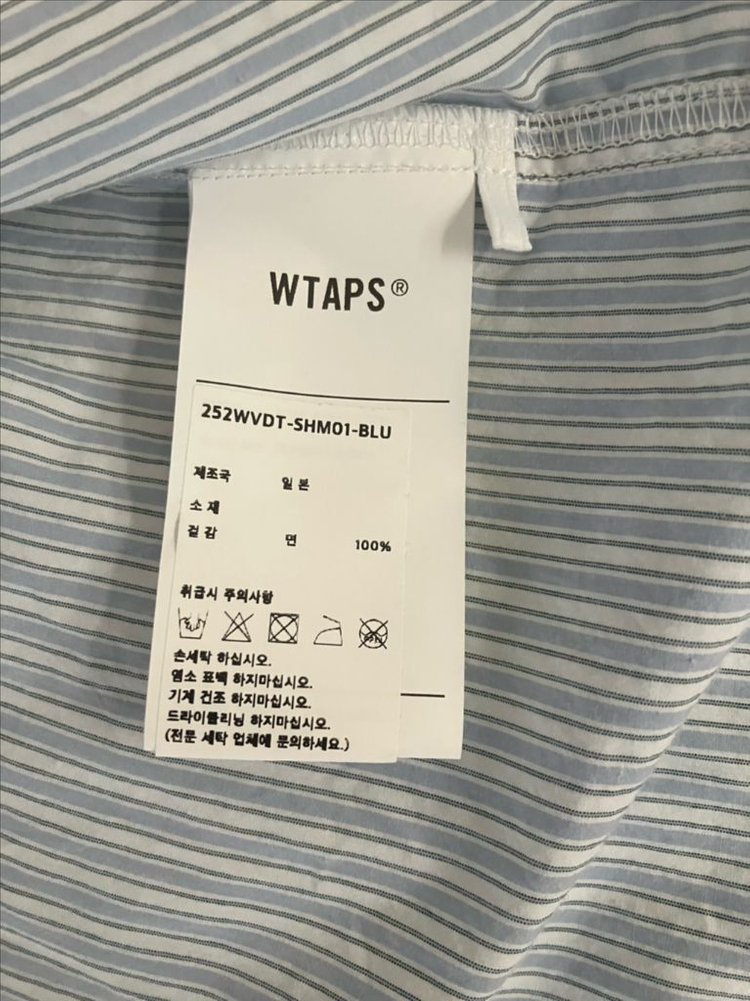 WTAPS®
252WVDT-SHM01-BLU
제조국 일본
소재
겉감 면 100%
취급시 주의사항
손세탁 하십시오.
염소 표백 하지마십시오.
기계 건조 하지마십시오.
드라이클리닝 하지마십시오.
(전문 세탁 업체에 문의하세요.)